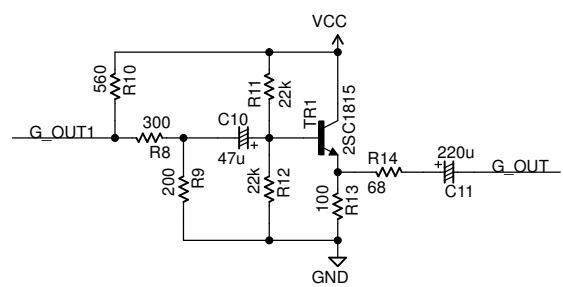 VCC
560
R10
R11
22k
TR1
2SC1815
G_OUT1
300
R8
C10
47u
+
200
R9
22k
R12
R14
68
+
220u
C11
G_OUT
100
R13
GND